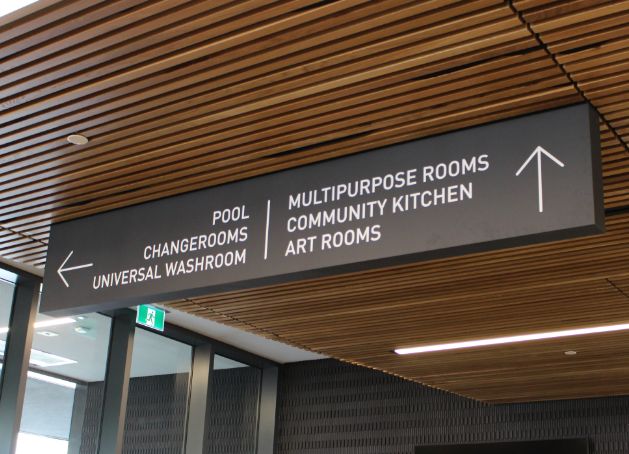 POOL
CHANGEROOMS
UNIVERSAL WASHROOM
MULTIPURPOSE ROOMS
COMMUNITY KITCHEN
ART ROOMS